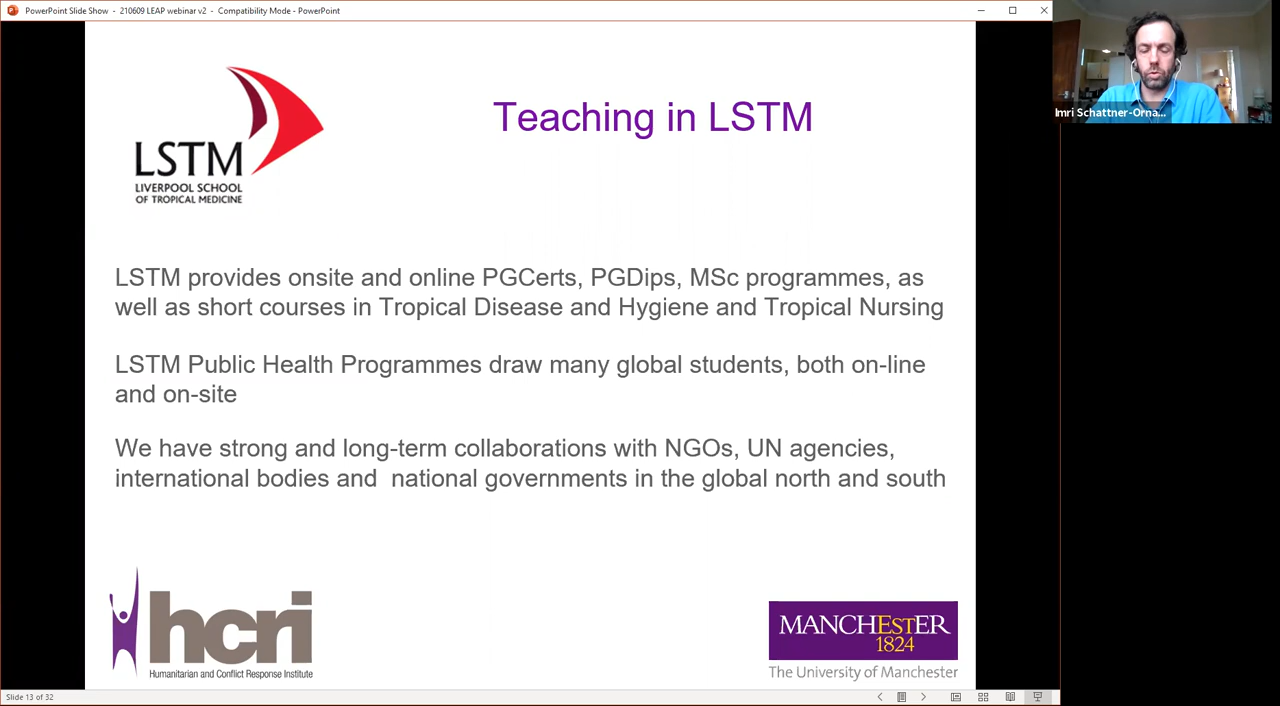 PowerPoint Slide Show - 210609 LEAP webinar v2 - Compatibility Mode - PowerPoint
Imri Schattner-Orna...
LSTM
LIVERPOOL SCHOOL
OF TROPICAL MEDICINE
Teaching in LSTM
LSTM provides onsite and online PGCerts, PGDips, MSc programmes, as
well as short courses in Tropical Disease and Hygiene and Tropical Nursing
LSTM Public Health Programmes draw many global students, both on-line
and on-site
We have strong and long-term collaborations with NGOs, UN agencies,
international bodies and national governments in the global north and south
hcri
Humanitarian and Conflict Response Institute
MANCHESTER
1824
The University of Manchester
Slide 13 of 32